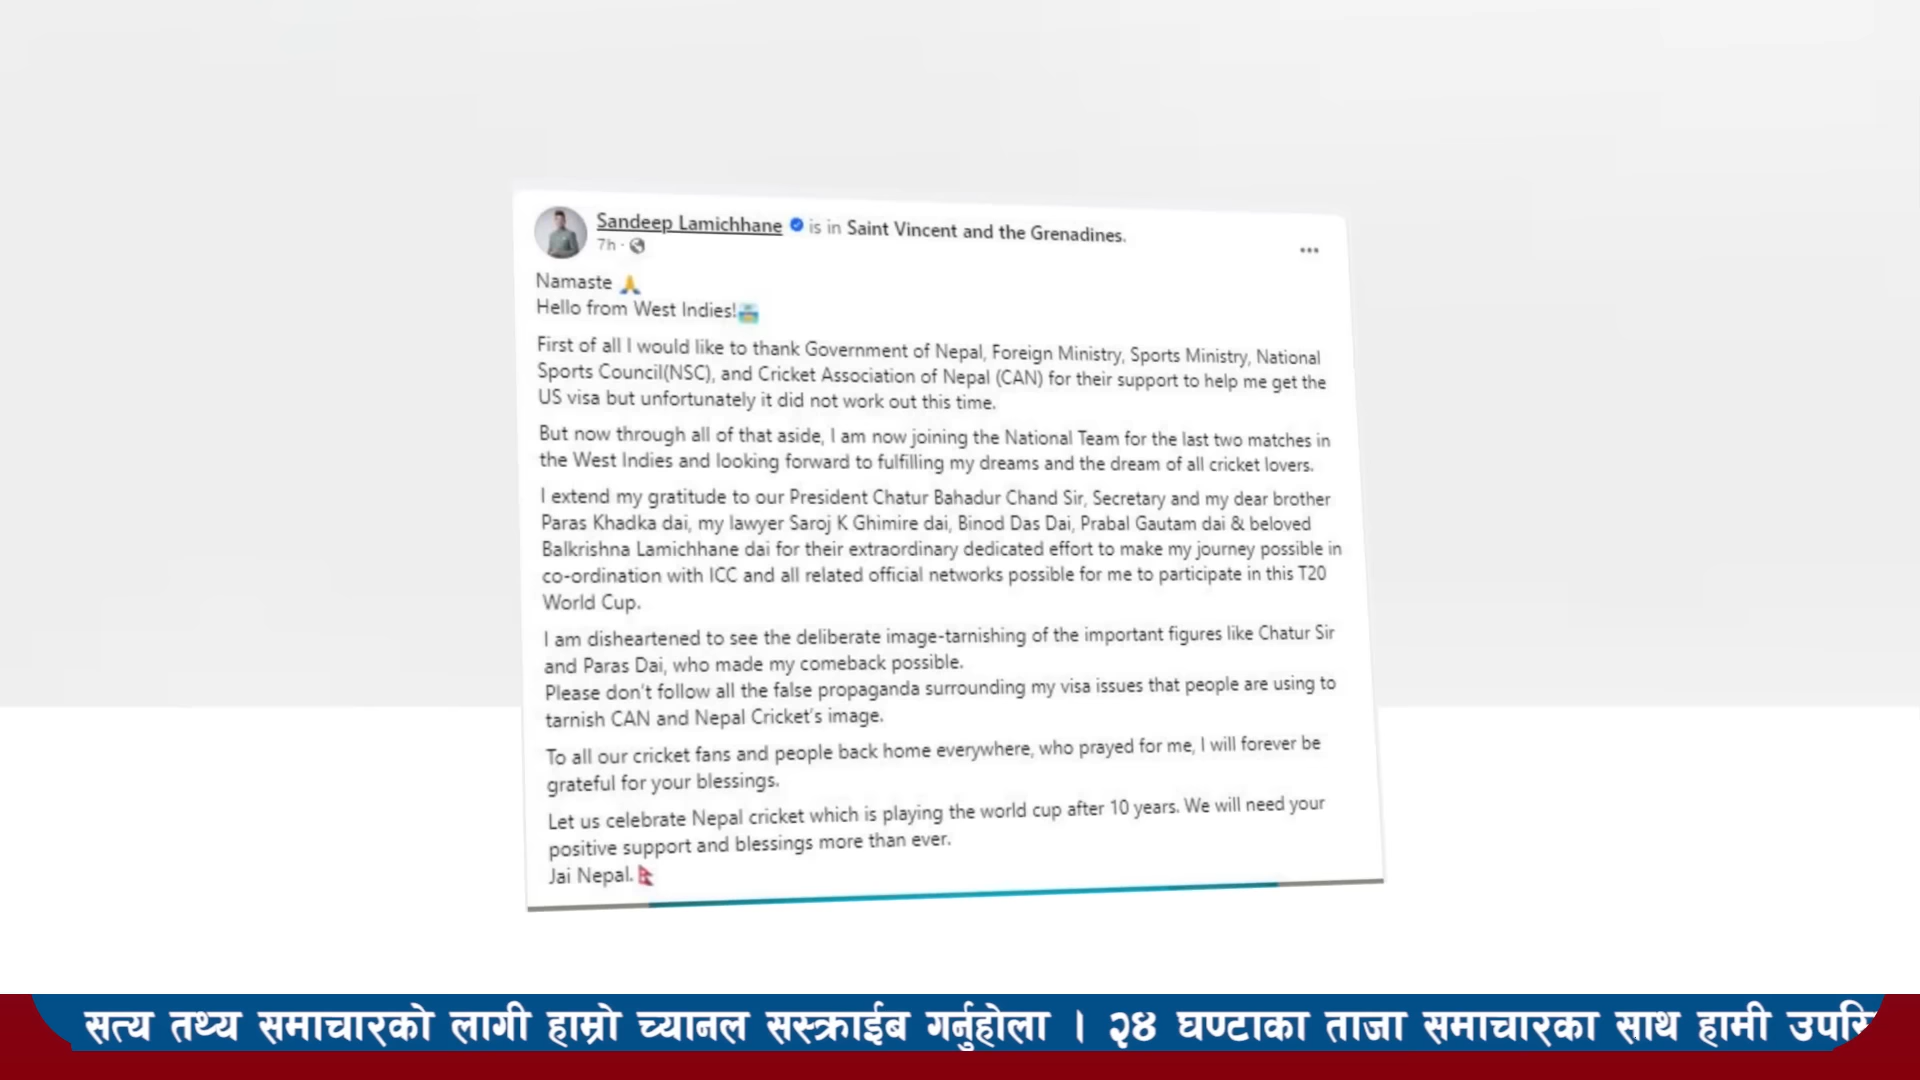 Sandeep Lamichhane is in Saint Vincent and the Grenadines.
7h ·
Namaste 🙏
Hello from West Indies!🏝️
First of all I would like to thank Government of Nepal, Foreign Ministry, Sports Ministry, National
Sports Council(NSC), and Cricket Association of Nepal (CAN) for their support to help me get the
US visa but unfortunately it did not work out this time.
But now through all of that aside, I am now joining the National Team for the last two matches in
the West Indies and looking forward to fulfilling my dreams and the dream of all cricket lovers.
I extend my gratitude to our President Chatur Bahadur Chand Sir, Secretary and my dear brother
Paras Khadka dai, my lawyer Saroj K Ghimire dai, Binod Das Dai, Prabal Gautam dai & beloved
Balkrishna Lamichhane dai for their extraordinary dedicated effort to make my journey possible in
co-ordination with ICC and all related official networks possible for me to participate in this T20
World Cup.
I am disheartened to see the deliberate image-tarnishing of the important figures like Chatur Sir
and Paras Dai, who made my comeback possible.
Please don't follow all the false propaganda surrounding my visa issues that people are using to
tarnish CAN and Nepal Cricket's image.
To all our cricket fans and people back home everywhere, who prayed for me, I will forever be
grateful for your blessings.
Let us celebrate Nepal cricket which is playing the world cup after 10 years. We will need your
positive support and blessings more than ever.
Jai Nepal.🇳🇵
सत्य तथ्य समाचारको लागी हाम्रो च्यानल सस्क्राईब गर्नुहोला । २४ घण्टाका ताजा समाचारका साथ हामी